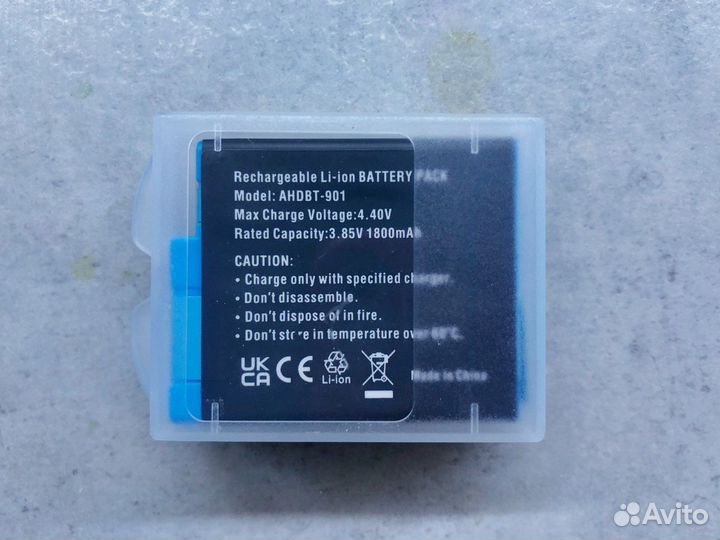 Rechargeable Li-ion BATTERY PACK
Model: AHDBT-901
Max Charge Voltage:4.40V
Rated Capacity:3.85V 1800mAh
CAUTION:
• Charge only with specified charger.
• Don't disassemble.
• Don't dispose of in fire.
• Don't store in temperature over 60°C.
UK
CA CE Li-ion Made in China
Avito